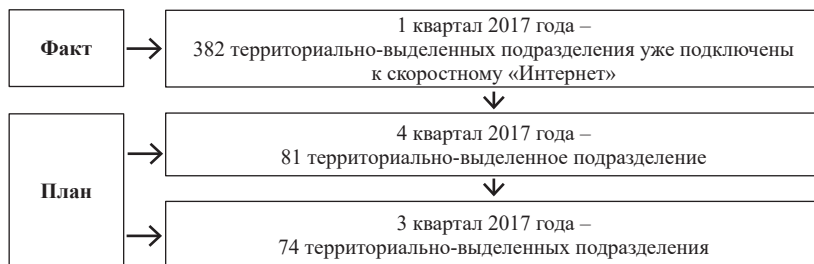 Факт
1 квартал 2017 года –
382 территориально-выделенных подразделения уже подключены
к скоростному «Интернет»
План
4 квартал 2017 года –
81 территориально-выделенное подразделение
3 квартал 2017 года –
74 территориально-выделенных подразделения